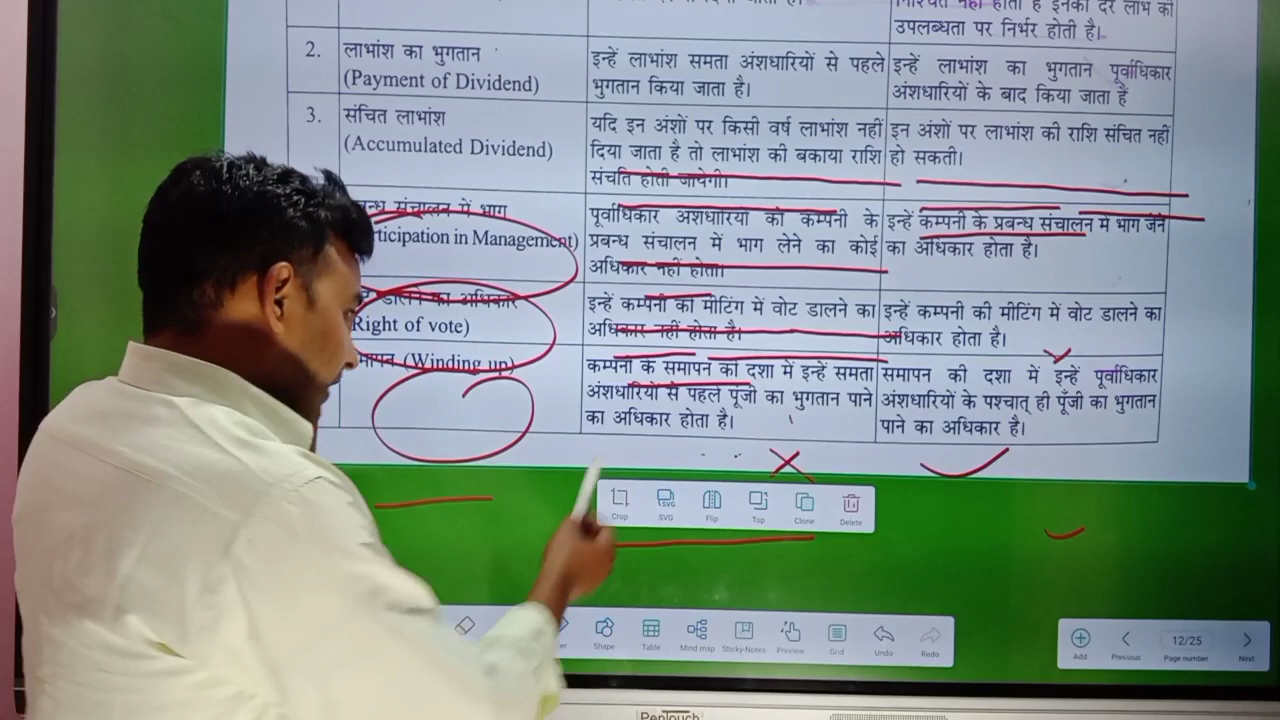 निश्चित नहीं होता है इनकी दर लाभ की
उपलब्धता पर निर्भर होती है।
2.
लाभांश का भुगतान
(Payment of Dividend)
इन्हें लाभांश समता अंशधारियों से पहले
भुगतान किया जाता है।
इन्हें लाभांश का भुगतान पूर्वाधिकार
अंशधारियों के बाद किया जाता है
3.
संचित लाभांश
(Accumulated Dividend)
यदि इन अंशों पर किसी वर्ष लाभांश नहीं
दिया जाता है तो लाभांश की बकाया राशि
संचति होती जायेगी।
इन अंशों पर लाभांश की राशि संचित नहीं
हो सकती।
संचालन में भाग
in Management)
पूर्वाधिकार अंशधारियों को कम्पनी के
प्रबन्ध संचालन में भाग लेने का कोई
अधिकार नहीं होता।
इन्हें कम्पनी के प्रबन्ध संचालन में भाग
का अधिकार होता है।
डालने का अधिकार
Right of vote)
इन्हें कम्पनी की मीटिंग में वोट डालने का
अधिकार नहीं होता है।
इन्हें कम्पनी की मीटिंग में वोट डालने का
अधिकार होता है।
(Winding up)
कम्पनी के समापन की दशा में इन्हें समता
अंशधारियों से पहले पूंजी का भुगतान पाने
का अधिकार होता है।
समापन की दशा में इन्हें पूर्वाधिकार
अंशधारियों के पश्चात् ही पूँजी का भुगतान
पाने का अधिकार है।
Crop SVG Flip Top Clone Delete
Shape Table Mind map Sticky-Notes Preview Grid Undo Redo
Add Previous 12/25 Page number Next
PenTouch